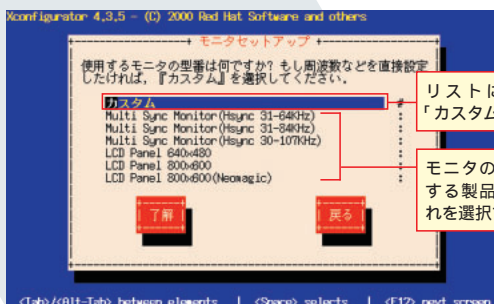 Xconfigurator 4.3.5 - (C) 2000 Red Hat Software and others
モニタセットアップ
使用するモニタの型番は何ですか? もし周波数などを直接設定
したければ, 『カスタム』を選択してください.
カスタム
Multi Sync Monitor(Hsync 31-64KHz)
Multi Sync Monitor(Hsync 31-84KHz)
Multi Sync Monitor(Hsync 30-107KHz)
LCD Panel 640x480
LCD Panel 800x600
LCD Panel 800x600(Neomagic)
了解
戻る
リストに
「カスタム
モニタの
する製品
れを選択
<Tab>/<Alt-Tab> between elements | <Space> selects | <F12> next screen